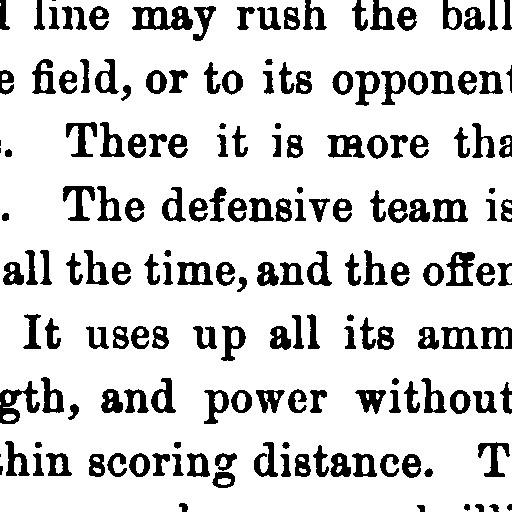 line may rush the ball
field, or to its opponent
. There it is more tha
. The defensive team is
all the time, and the offen
It uses up all its amm
gth, and power without
thin scoring distance. T